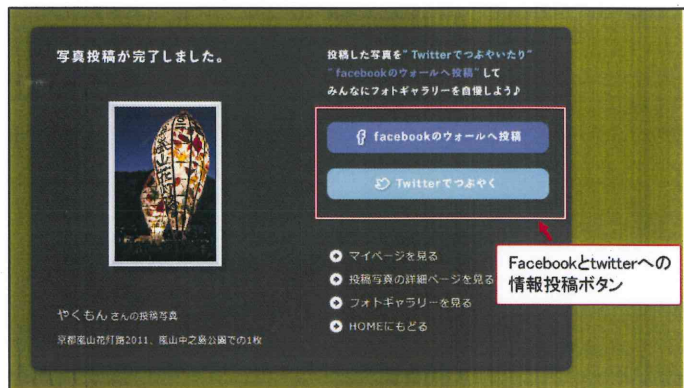 写真投稿が完了しました。
投稿した写真を"Twitterでつぶやいたり"
"facebookのウォールへ投稿"して
みんなにフォトギャラリーを自慢しよう♪
facebookのウォールへ投稿
Twitterでつぶやく
マイページを見る
投稿写真の詳細ページを見る
フォトギャラリーを見る
HOMEにもどる
Facebookとtwitterへの
情報投稿ボタン
やくもん さんの投稿写真
京都嵐山花灯路2011、嵐山中之島公園での1枚